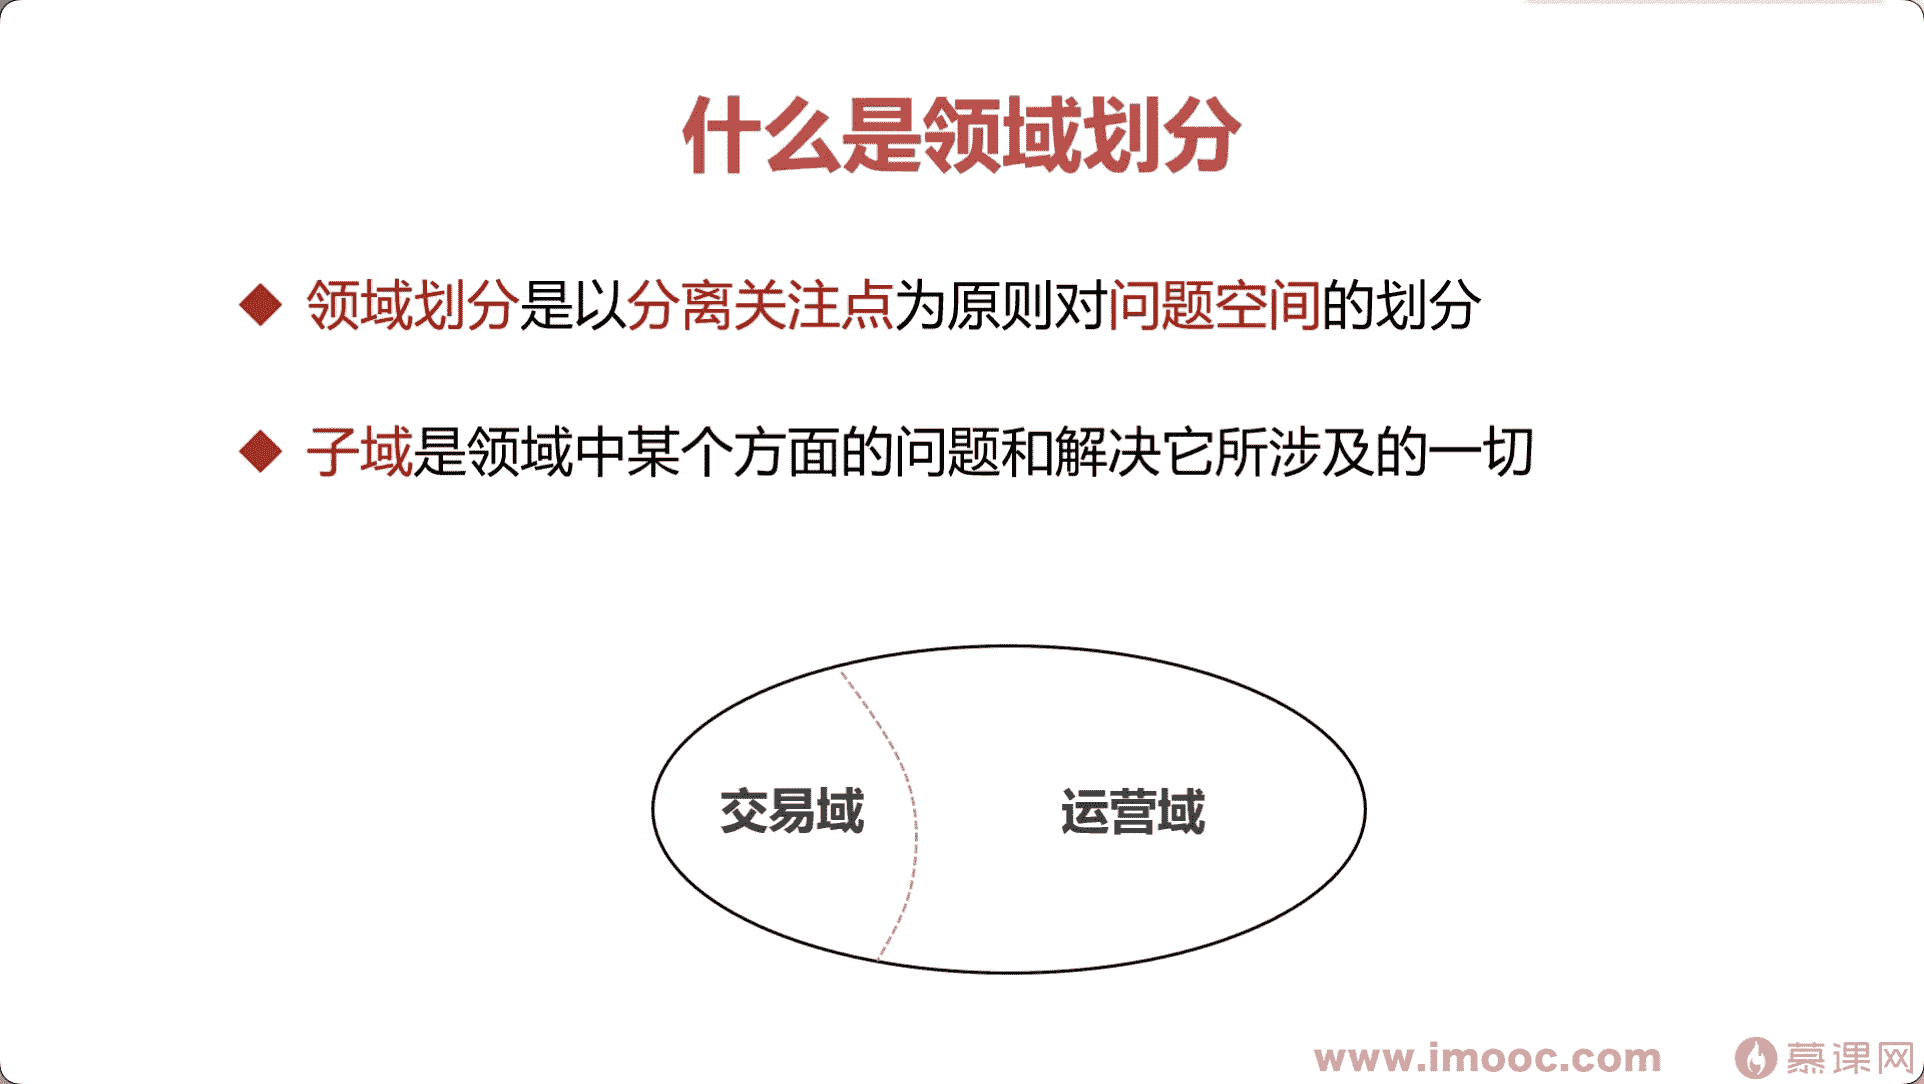 什么是领域划分
领域划分是以分离关注点为原则对问题空间的划分
子域是领域中某个方面的问题和解决它所涉及的一切
交易域
运营域
www.imooc.com
慕课网